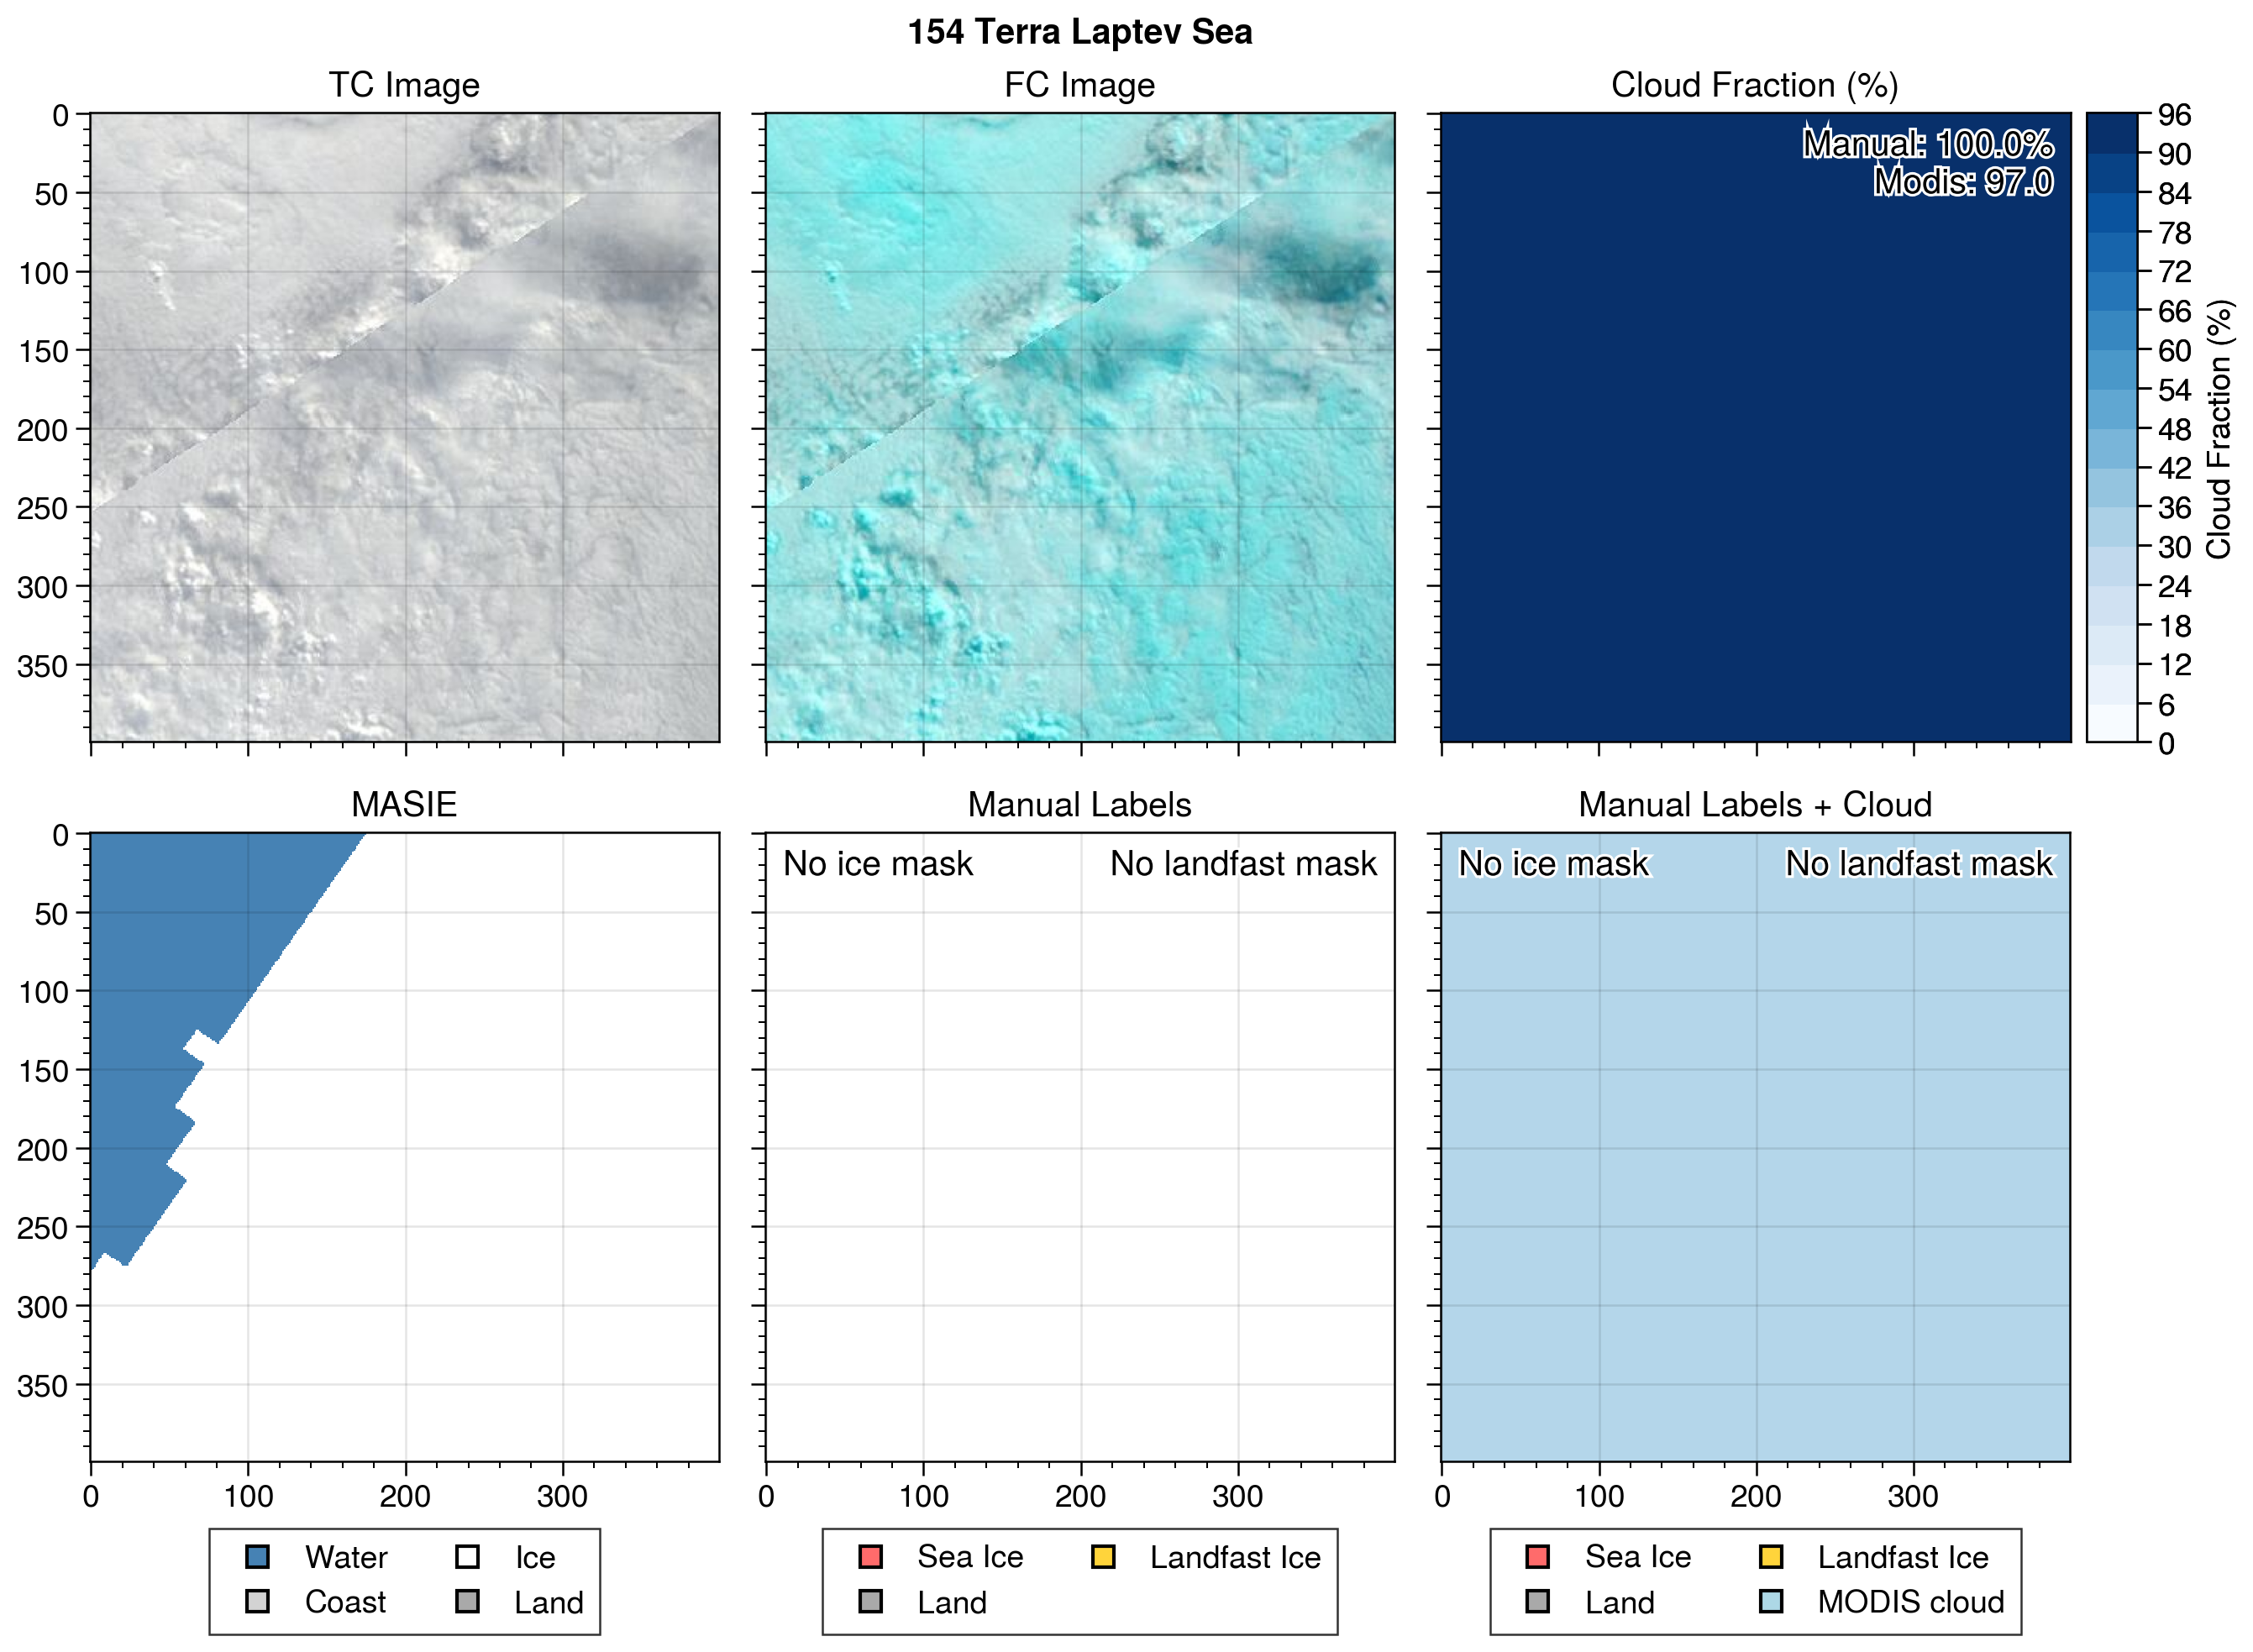 154 Terra Laptev Sea
TC Image
FC Image
Cloud Fraction (%)
0
50
100
150
200
250
300
350
Manual: 100.0%
Modis: 97.0
96
90
84
78
72
66
60
54
48
42
36
30
24
18
12
6
0
Cloud Fraction (%)
MASIE
Manual Labels
Manual Labels + Cloud
0
50
100
150
200
250
300
350
No ice mask
No landfast mask
No ice mask
No landfast mask
0 100 200 300
0 100 200 300
0 100 200 300
Water Ice
Coast Land
Sea Ice Landfast Ice
Land
Sea Ice Landfast Ice
Land MODIS cloud